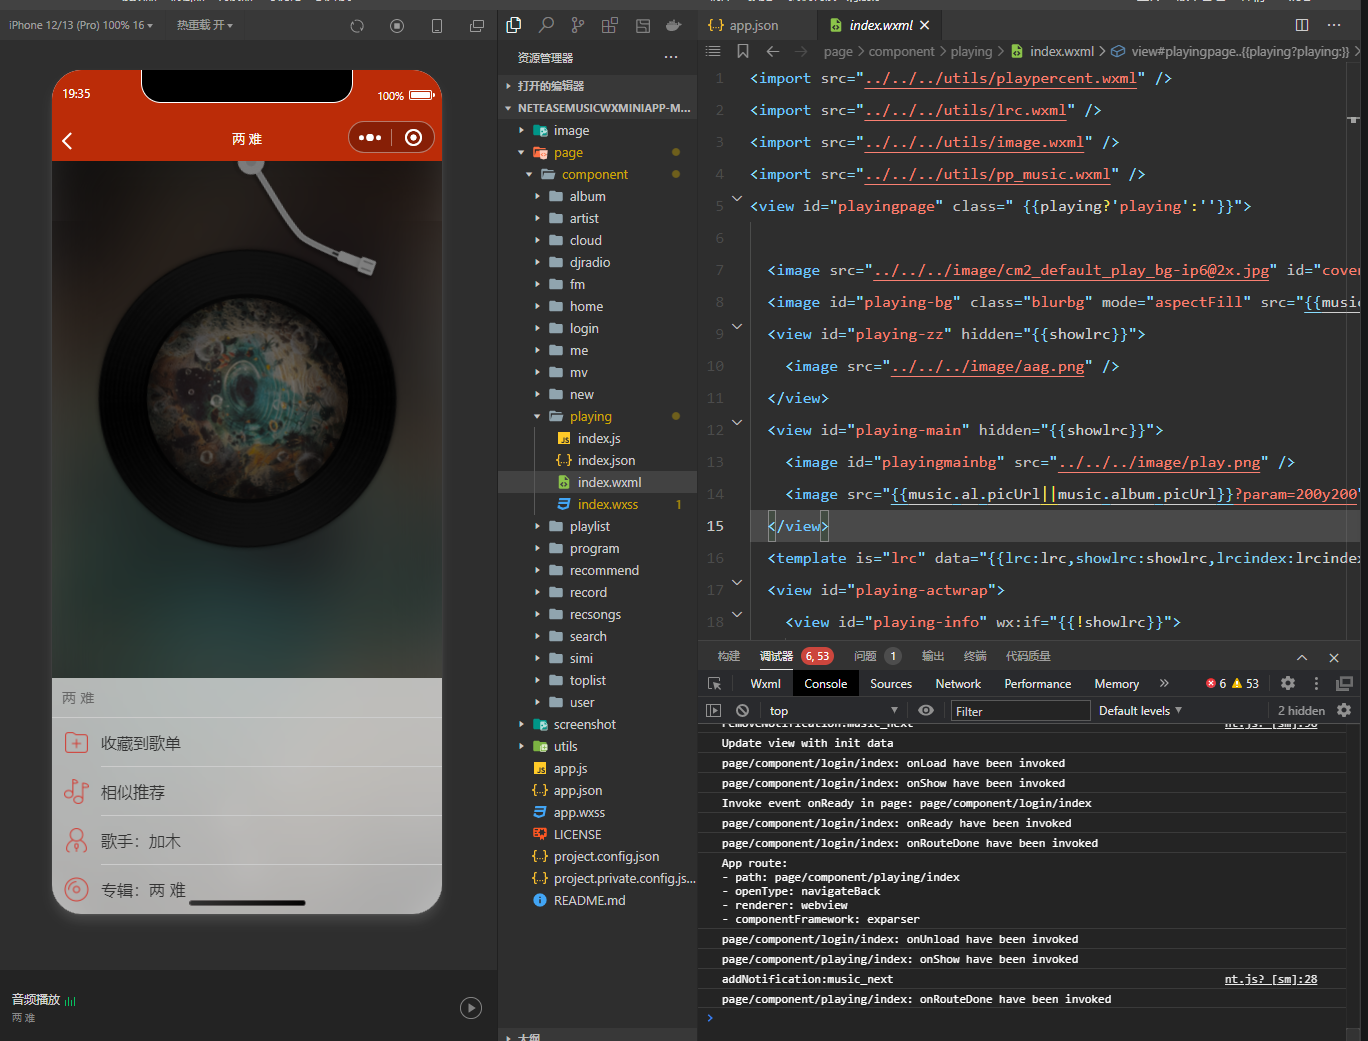 iPhone 12/13 (Pro) 100% 16
热重载 开
19:35
100%
两 难
两 难
收藏到歌单
相似推荐
歌手：加木
专辑：两 难
音频播放
两 难
资源管理器
打开的编辑器
NETEASEMUSICWXMINIAPP-M...
image
page
component
album
artist
cloud
djradio
fm
home
login
me
mv
new
playing
index.js
index.json
index.wxml
index.wxss 1
playlist
program
recommend
record
recsongs
search
simi
toplist
user
screenshot
utils
app.js
app.json
app.wxss
LICENSE
project.config.json
project.private.config.js...
README.md
大纲
app.json
index.wxml
page > component > playing > index.wxml > view#playingpage..{{playing?playing:}}
1 <import src="../../../utils/playpercent.wxml" />
2 <import src="../../../utils/lrc.wxml" />
3 <import src="../../../utils/image.wxml" />
4 <import src="../../../utils/pp_music.wxml" />
5 <view id="playingpage" class=" {{playing?'playing':''}}">
6
7 <image src="../../../image/cm2_default_play_bg-ip6@2x.jpg" id="cover
8 <image id="playing-bg" class="blurbg" mode="aspectFill" src="{{music
9 <view id="playing-zz" hidden="{{showlrc}}">
10 <image src="../../../image/aag.png" />
11 </view>
12 <view id="playing-main" hidden="{{showlrc}}">
13 <image id="playingmainbg" src="../../../image/play.png" />
14 <image src="{{music.al.picUrl||music.album.picUrl}}?param=200y200"
15 </view>
16 <template is="lrc" data="{{lrc:lrc,showlrc:showlrc,lrcindex:lrcinde
17 <view id="playing-actwrap">
18 <view id="playing-info" wx:if="{{!showlrc}}">
构建 调试器 6, 53 问题 1 输出 终端 代码质量
Wxml Console Sources Network Performance Memory 6 53
top Filter Default levels 2 hidden
removeNotification:music_next nt.js? [sm]:36
Update view with init data
page/component/login/index: onLoad have been invoked
page/component/login/index: onShow have been invoked
Invoke event onReady in page: page/component/login/index
page/component/login/index: onReady have been invoked
page/component/login/index: onRouteDone have been invoked
App route:
- path: page/component/playing/index
- openType: navigateBack
- renderer: webview
- componentFramework: exparser
page/component/login/index: onUnload have been invoked
page/component/playing/index: onShow have been invoked
addNotification:music_next nt.js? [sm]:28
page/component/playing/index: onRouteDone have been invoked